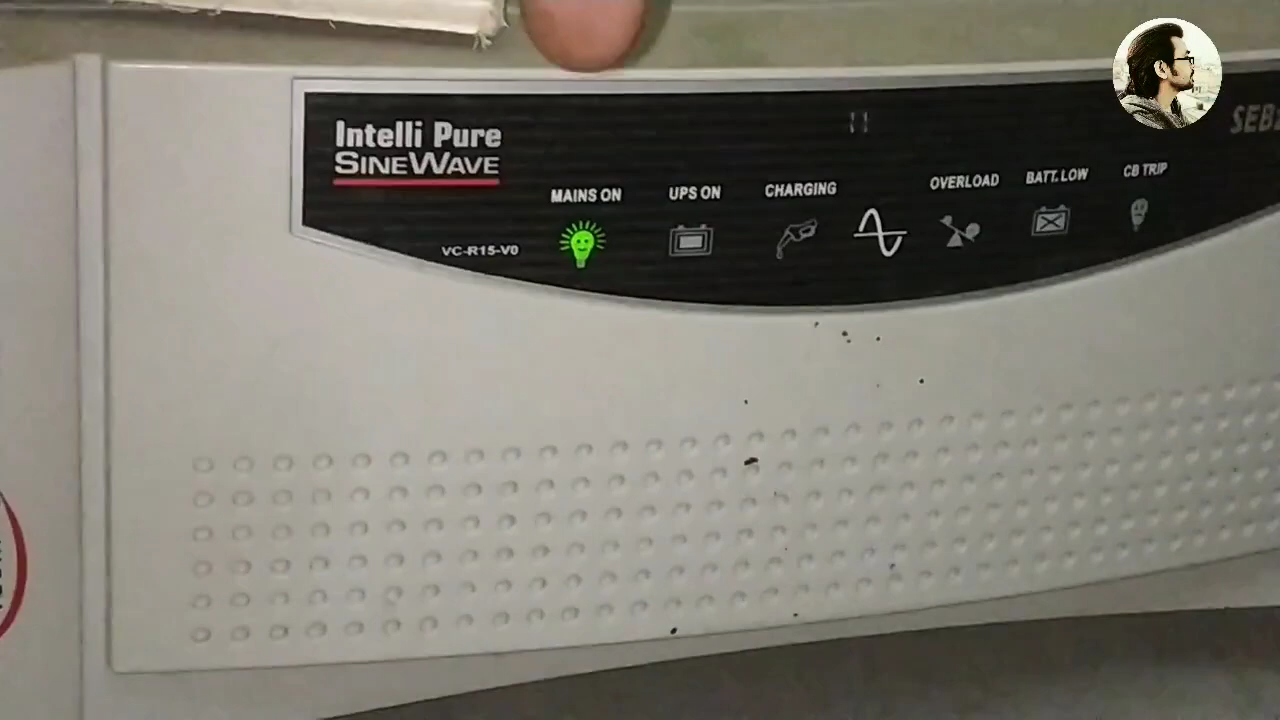 Intelli Pure
SINEWAVE
VC-R15-V0
MAINS ON
UPS ON
CHARGING
OVERLOAD
BATT. LOW
CB TRIP